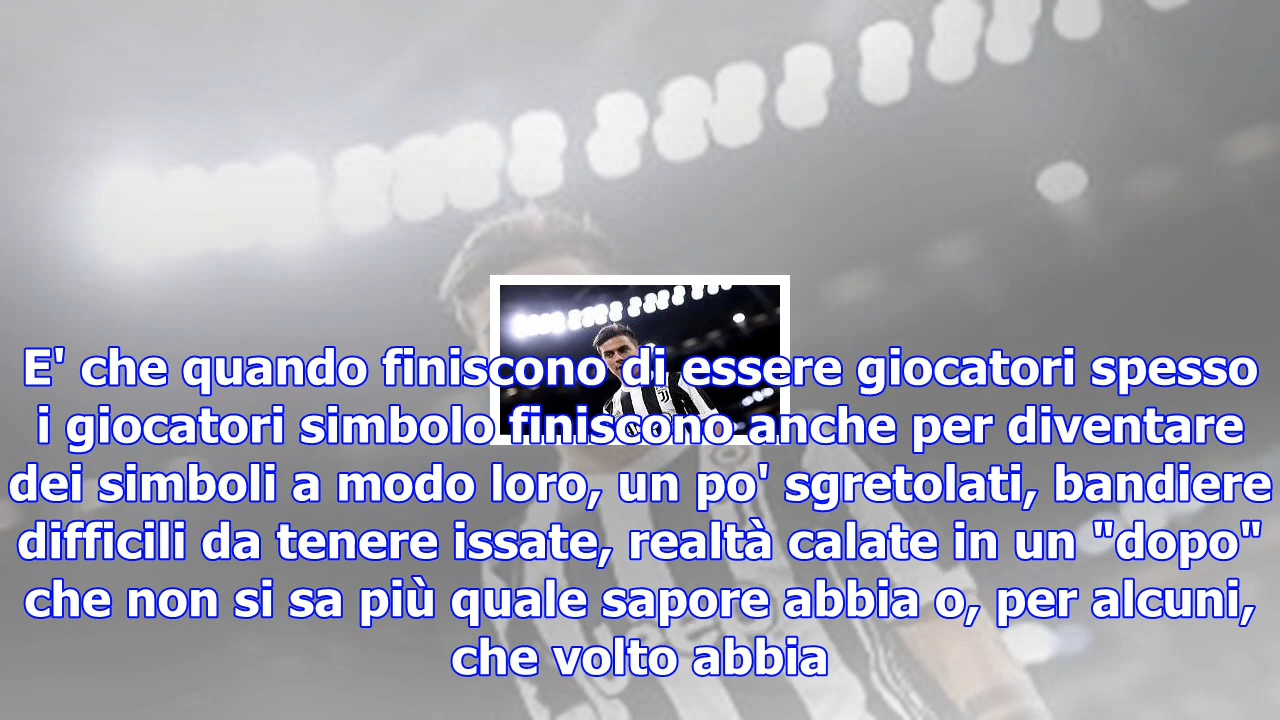 E' che quando finiscono di essere giocatori spesso
i giocatori simbolo finiscono anche per diventare
dei simboli a modo loro, un po' sgretolati, bandiere
difficili da tenere issate, realtà calate in un "dopo"
che non si sa più quale sapore abbia o, per alcuni,
che volto abbia